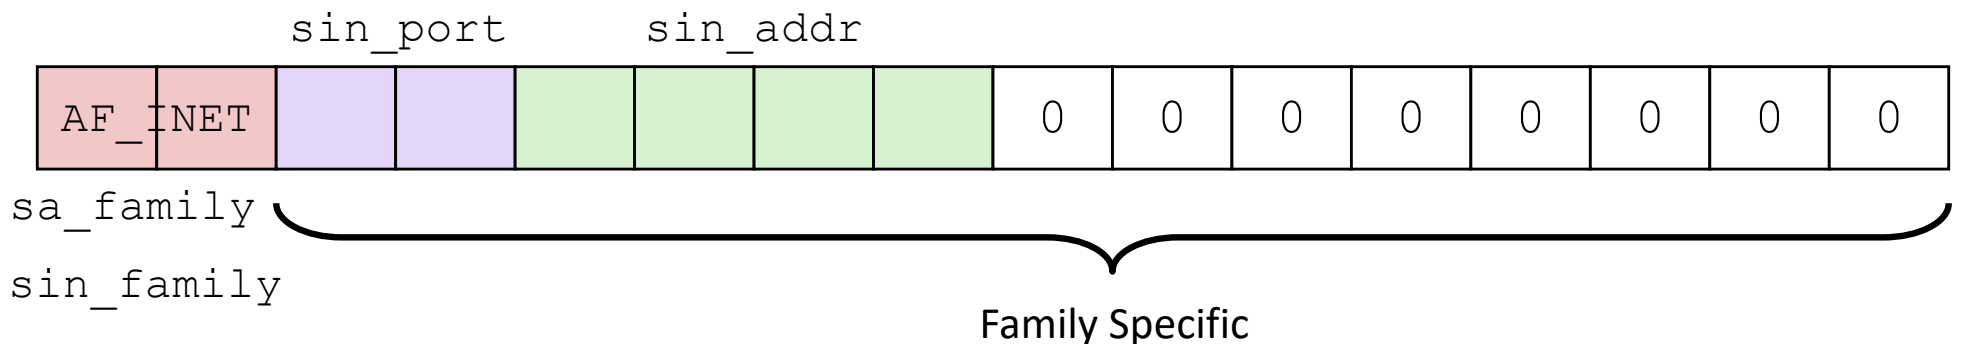 sin_port sin_addr
AF_INET 0 0 0 0 0 0 0 0
sa_family
sin_family
Family Specific